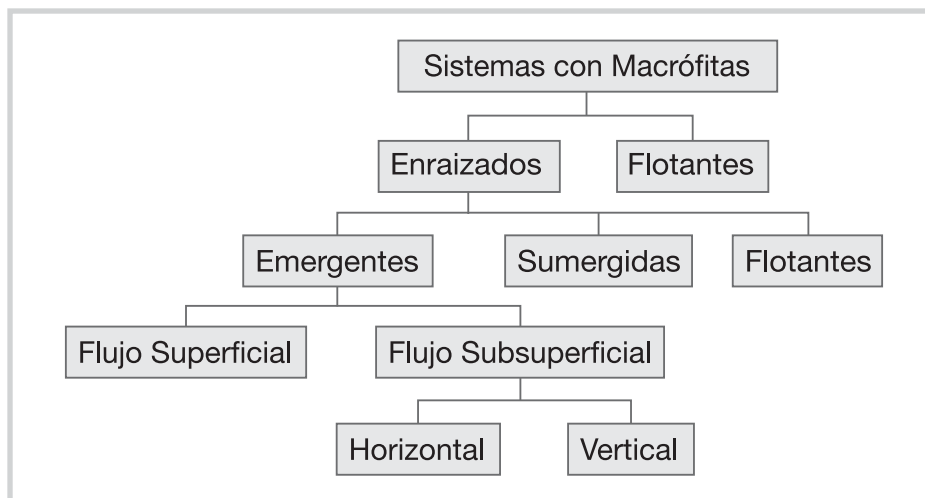 Sistemas con Macrófitas
Enraizados
Flotantes
Emergentes
Sumergidas
Flotantes
Flujo Superficial
Flujo Subsuperficial
Horizontal
Vertical